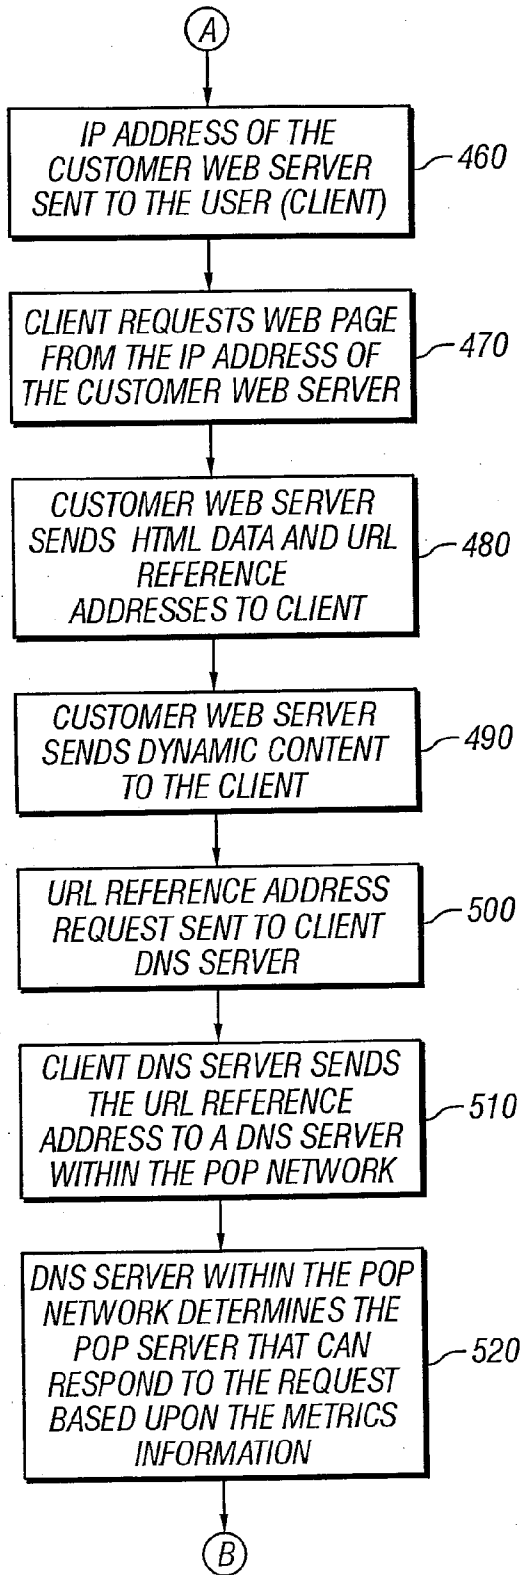 A
IP ADDRESS OF THE
CUSTOMER WEB SERVER
SENT TO THE USER (CLIENT)
460
CLIENT REQUESTS WEB PAGE
FROM THE IP ADDRESS OF
THE CUSTOMER WEB SERVER
470
CUSTOMER WEB SERVER
SENDS HTML DATA AND URL
REFERENCE
ADDRESSES TO CLIENT
480
CUSTOMER WEB SERVER
SENDS DYNAMIC CONTENT
TO THE CLIENT
490
URL REFERENCE ADDRESS
REQUEST SENT TO CLIENT
DNS SERVER
500
CLIENT DNS SERVER SENDS
THE URL REFERENCE
ADDRESS TO A DNS SERVER
WITHIN THE POP NETWORK
510
DNS SERVER WITHIN THE POP
NETWORK DETERMINES THE
POP SERVER THAT CAN
RESPOND TO THE REQUEST
BASED UPON THE METRICS
INFORMATION
520
B